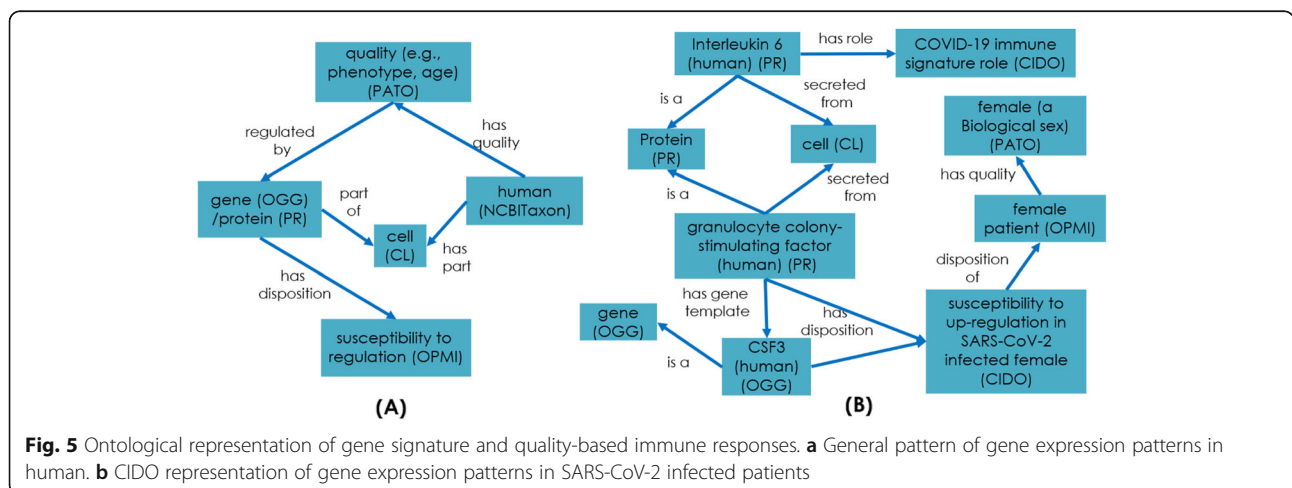 quality (e.g.,
phenotype, age)
(PATO)
regulated
by
has
quality
gene (OGG)
/protein (PR)
part
of
human
(NCBITaxon)
cell
(CL)
has
part
has
disposition
susceptibility to
regulation (OPMI)
(A)
Interleukin 6
(human) (PR)
has role
COVID-19 immune
signature role (CIDO)
is a
secreted
from
Protein
(PR)
cell (CL)
female (a
Biological sex)
(PATO)
is a
secreted
from
has quality
granulocyte colony-
stimulating factor
(human) (PR)
female
patient (OPMI)
has gene
template
has
disposition
disposition
of
gene
(OGG)
is a
CSF3
(human)
(OGG)
susceptibility to
up-regulation in
SARS-CoV-2
infected female
(CIDO)
(B)
Fig. 5 Ontological representation of gene signature and quality-based immune responses. a General pattern of gene expression patterns in
human. b CIDO representation of gene expression patterns in SARS-CoV-2 infected patients